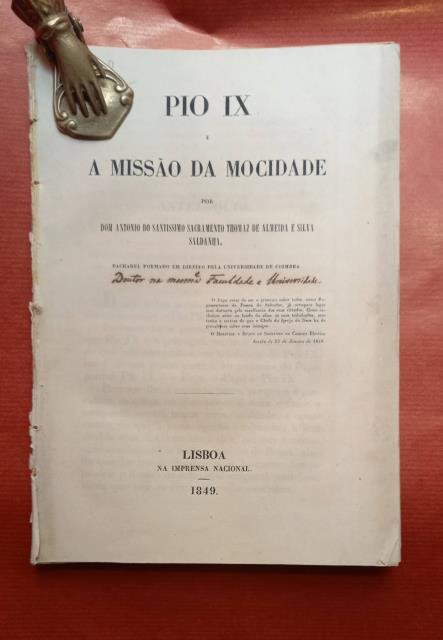 PIO IX
E
A MISSÃO DA MOCIDADE
POR
DOM ANTONIO DO SANTISSIMO SACRAMENTO THOMAZ DE ALMEIDA E SILVA
SALDANHA,
BACHAREL FORMADO EM DIREITO PELA UNIVERSIDADE DE COIMBRA
Doutor na mesma Faculdade e Universidade.
LISBOA
NA IMPRENSA NACIONAL.
1849.